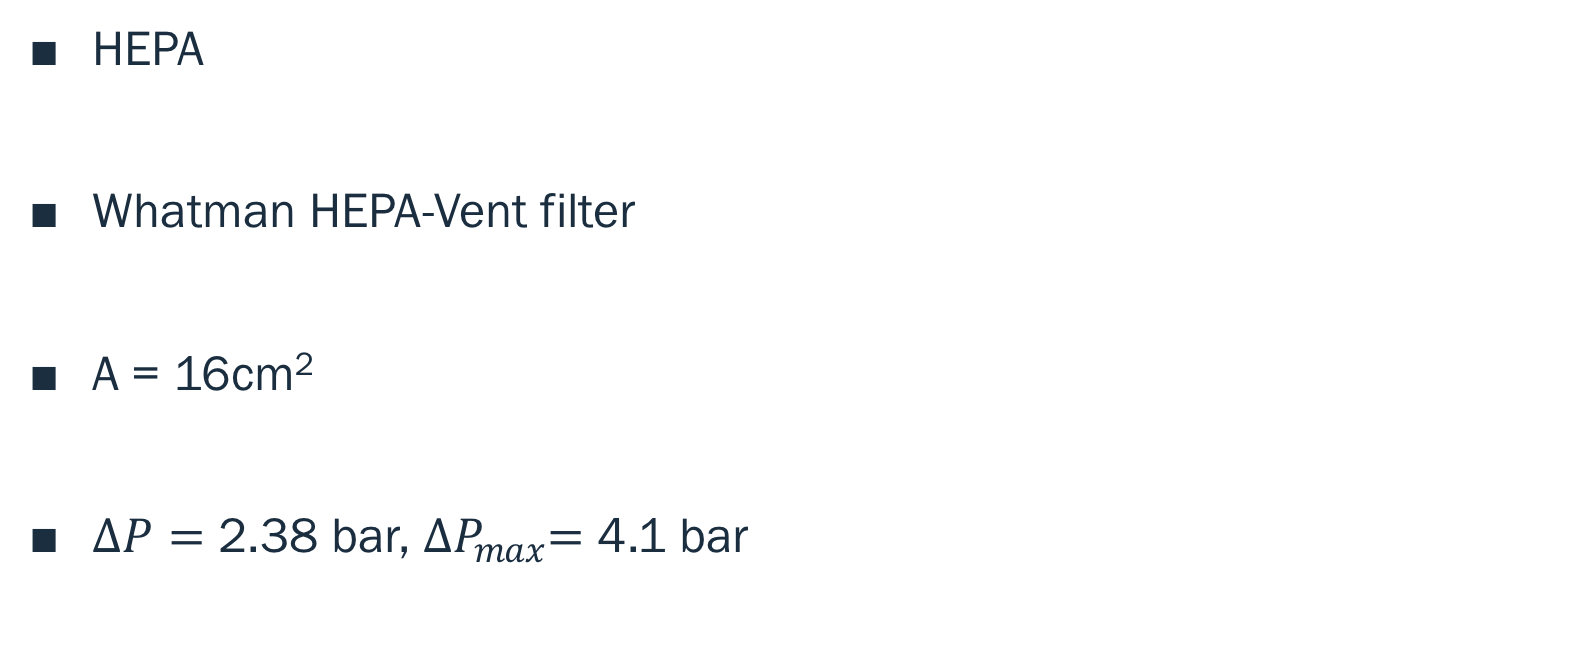 ▪ HEPA
▪ Whatman HEPA-Vent filter
▪ A = 16cm²
▪ Δ𝑃 = 2.38 bar, Δ𝑃𝑚𝑎𝑥= 4.1 bar